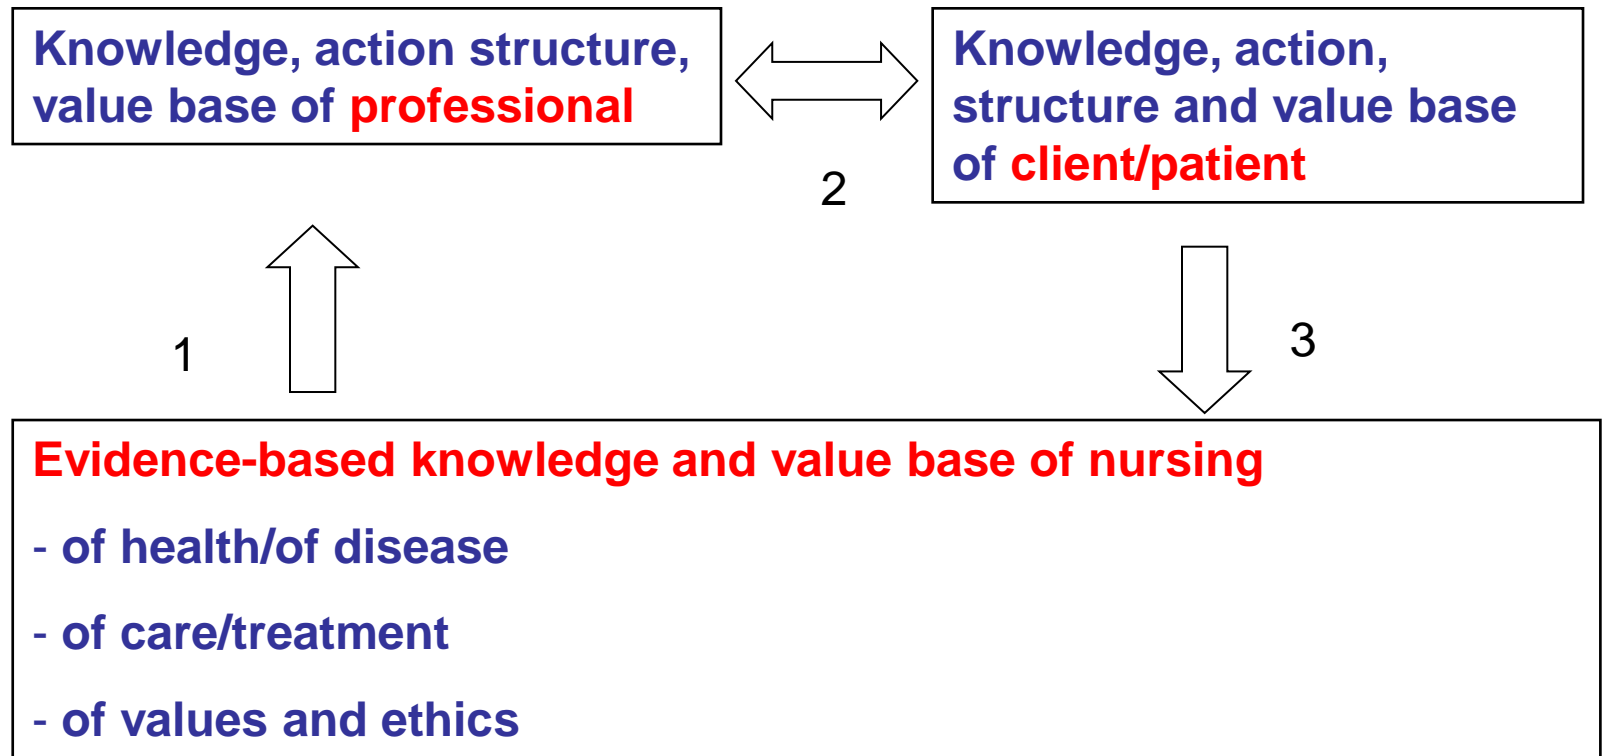 Knowledge, action structure,
value base of professional
Knowledge, action,
structure and value base
of client/patient
2
1
3
Evidence-based knowledge and value base of nursing
- of health/of disease
- of care/treatment
- of values and ethics